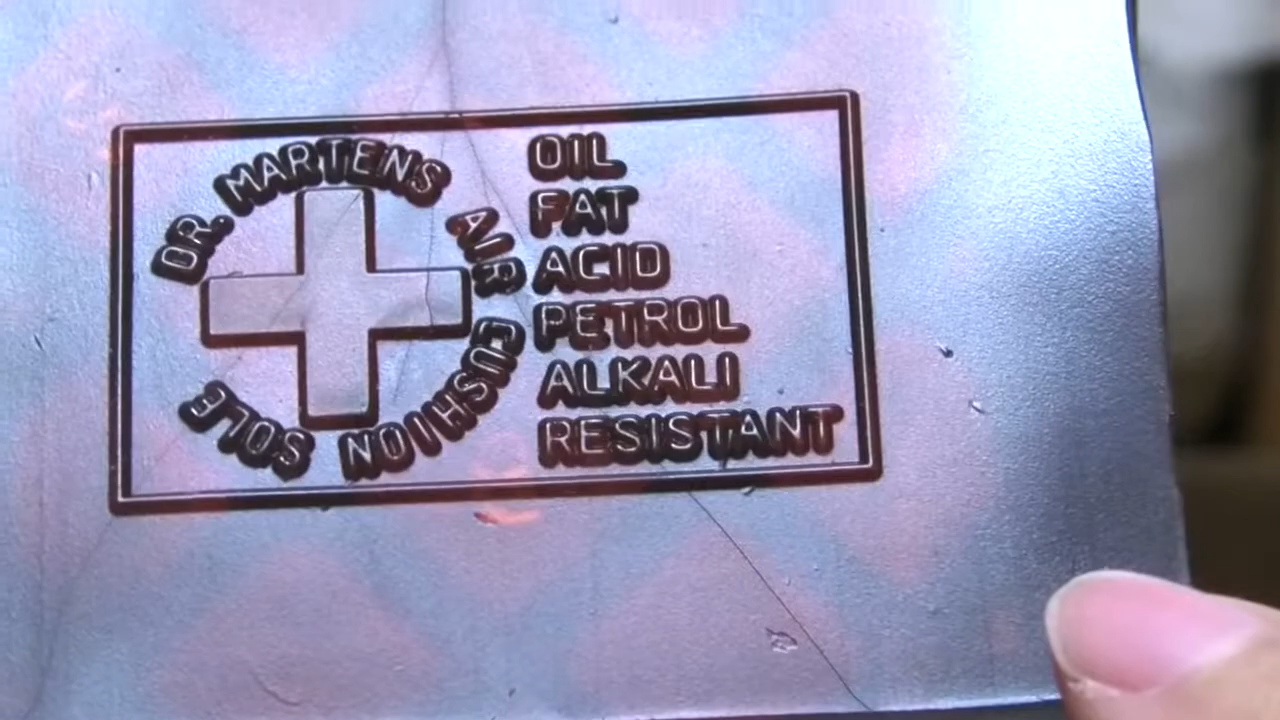 DR. MARTENS AIR CUSHION SOLE
OIL
FAT
ACID
PETROL
ALKALI
RESISTANT